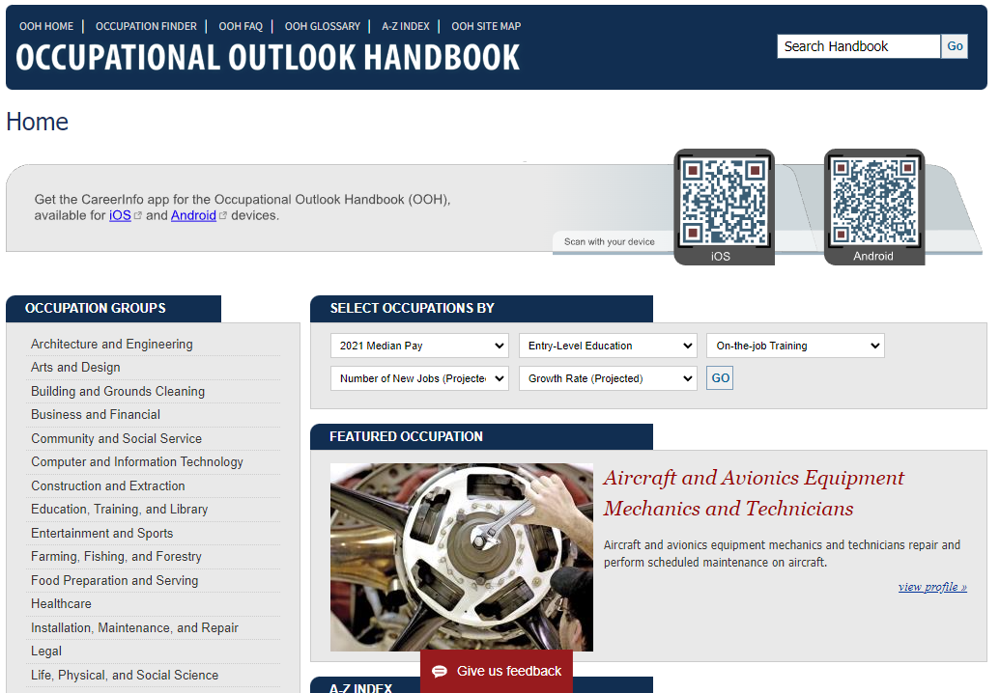 OOH HOME | OCCUPATION FINDER | OOH FAQ | OOH GLOSSARY | A-Z INDEX | OOH SITE MAP
OCCUPATIONAL OUTLOOK HANDBOOK
Search Handbook Go
Home
Get the CareerInfo app for the Occupational Outlook Handbook (OOH),
available for iOS and Android devices.
Scan with your device
iOS
Android
OCCUPATION GROUPS
Architecture and Engineering
Arts and Design
Building and Grounds Cleaning
Business and Financial
Community and Social Service
Computer and Information Technology
Construction and Extraction
Education, Training, and Library
Entertainment and Sports
Farming, Fishing, and Forestry
Food Preparation and Serving
Healthcare
Installation, Maintenance, and Repair
Legal
Life, Physical, and Social Science
SELECT OCCUPATIONS BY
2021 Median Pay Entry-Level Education On-the-job Training
Number of New Jobs (Projecte Growth Rate (Projected) GO
FEATURED OCCUPATION
Aircraft and Avionics Equipment
Mechanics and Technicians
Aircraft and avionics equipment mechanics and technicians repair and
perform scheduled maintenance on aircraft.
view profile »
Give us feedback
A-Z INDEX